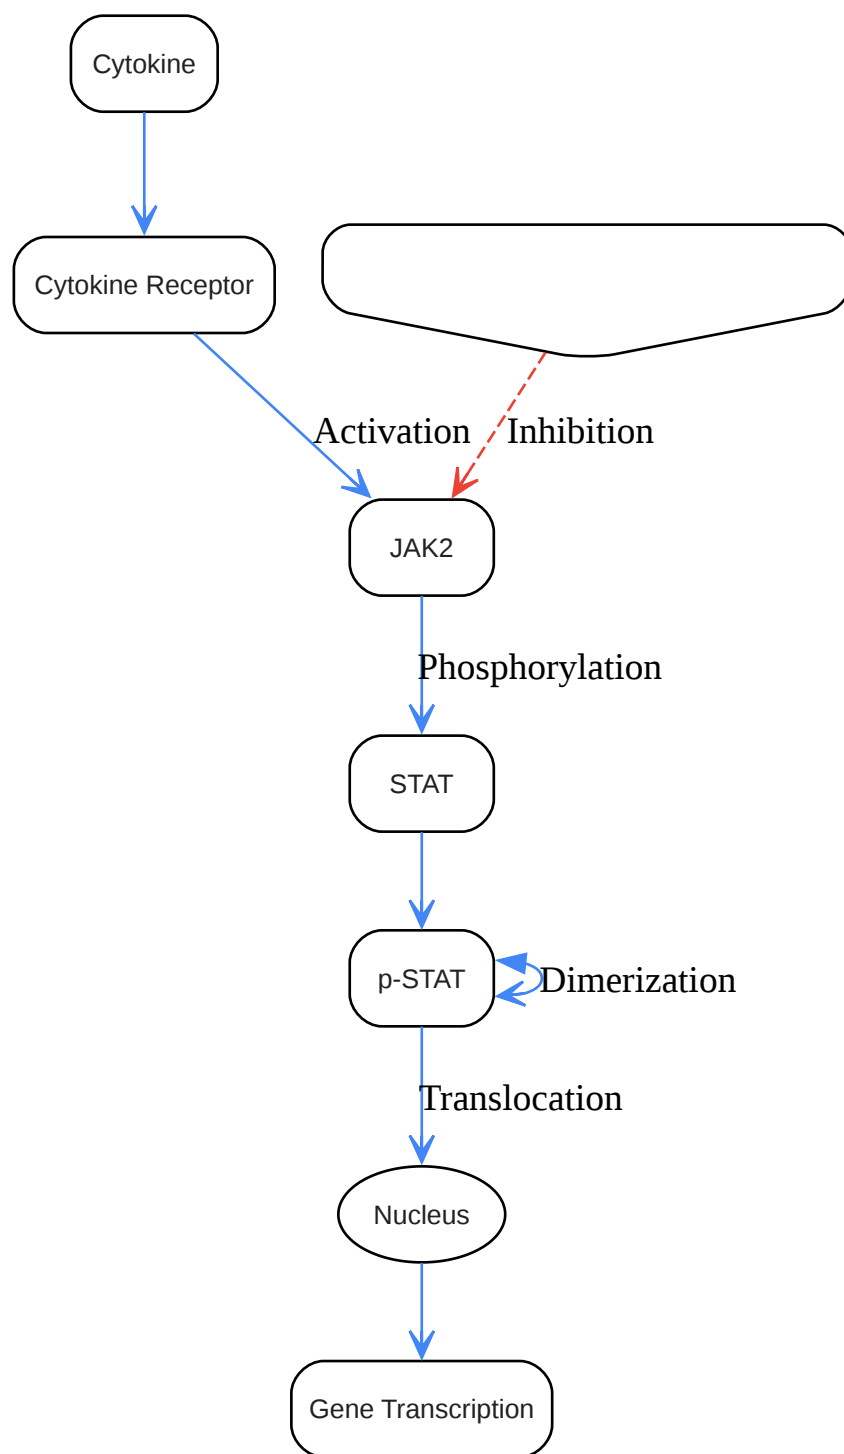 Cytokine
Cytokine Receptor
Activation
Inhibition
JAK2
Phosphorylation
STAT
p-STAT
Dimerization
Translocation
Nucleus
Gene Transcription